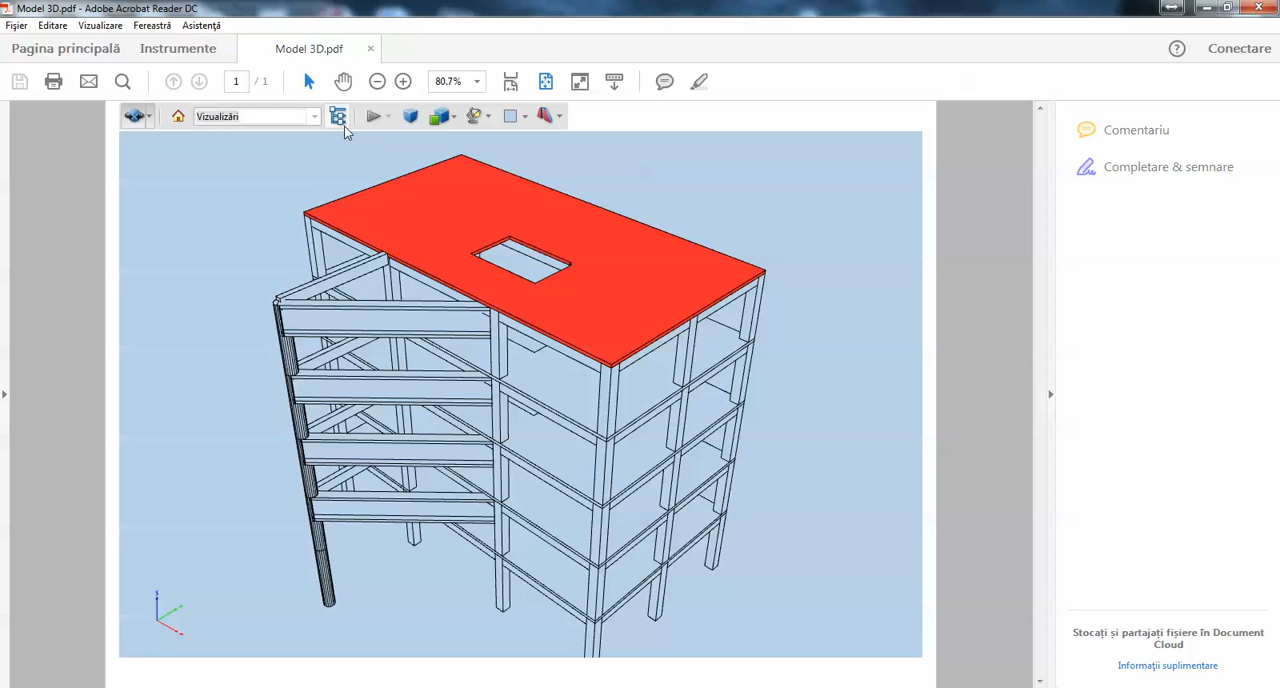 Model 3D.pdf - Adobe Acrobat Reader DC
Fișier Editare Vizualizare Fereastră Asistență
Pagina principală Instrumente Model 3D.pdf × ? Conectare
1 / 1 80.7%
Vizualizări
Comentariu
Completare & semnare
Stocați și partajați fișiere în Document
Cloud
Informații suplimentare